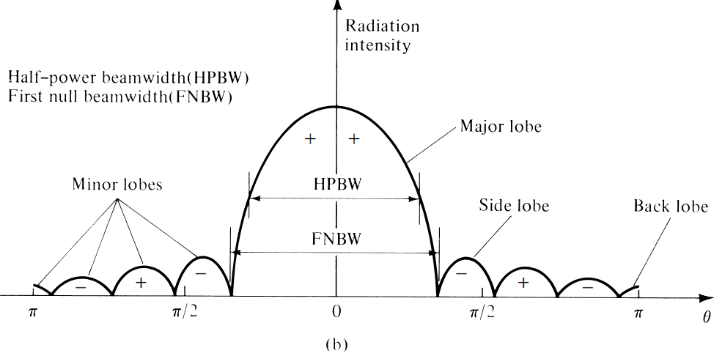 Radiation
intensity
Half-power beamwidth(HPBW)
First null beamwidth(FNBW)
Major lobe
+ +
Minor lobes
HPBW
Side lobe
Back lobe
FNBW
− + − − + −
π π/2 0 π/2 π θ
(b)